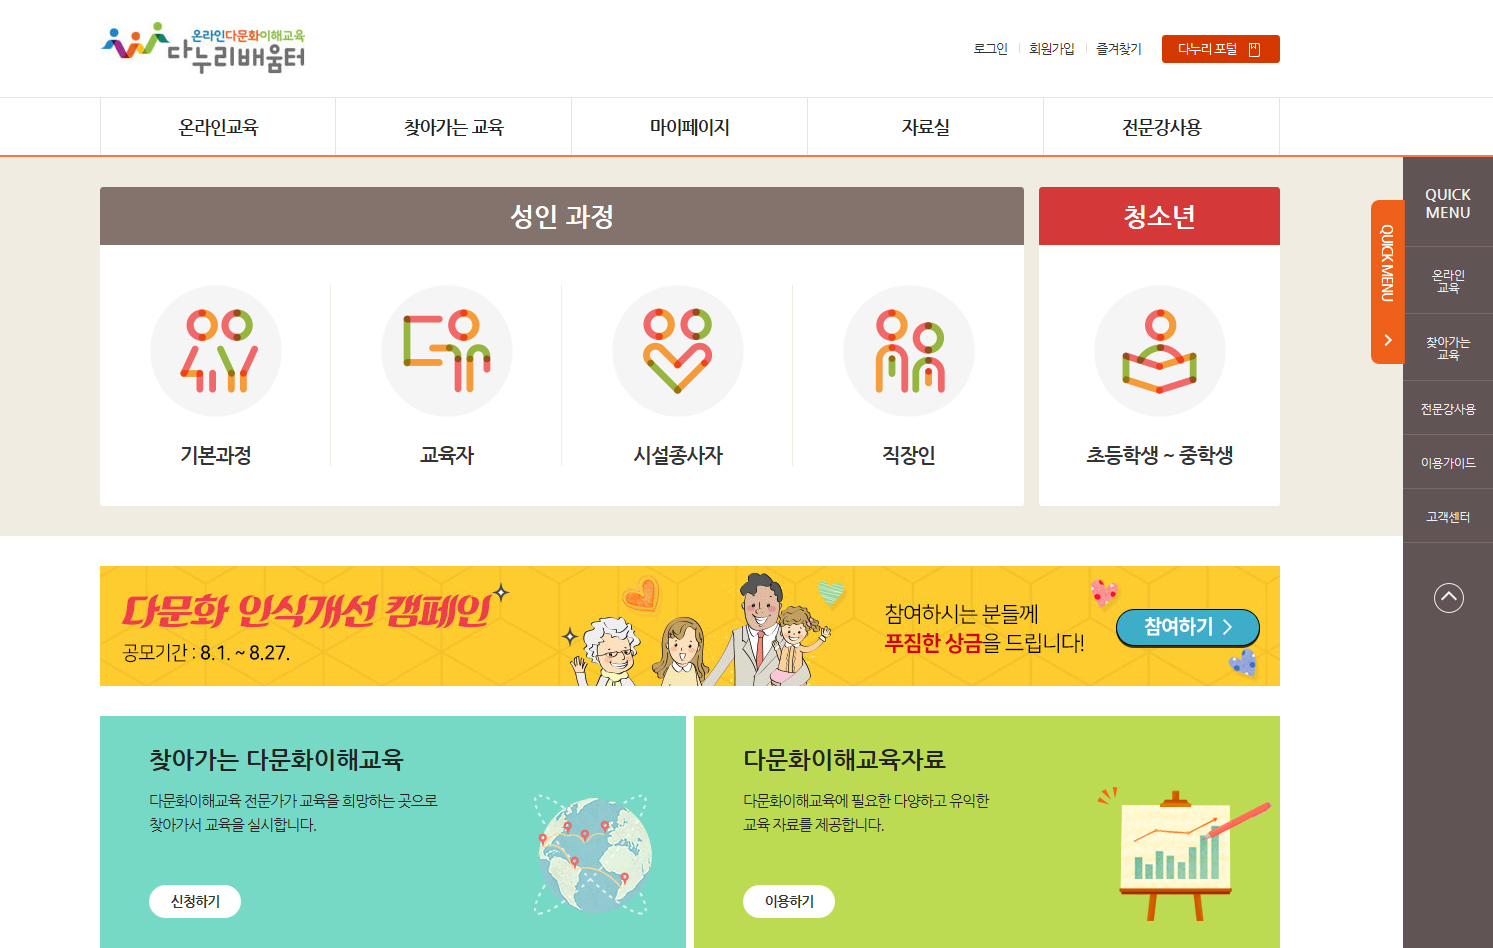 온라인다문화이해교육
다누리배움터
로그인
회원가입
즐겨찾기
다누리 포털
온라인교육
찾아가는 교육
마이페이지
자료실
전문강사용
성인 과정
청소년
기본과정
교육자
시설종사자
직장인
초등학생 ~ 중학생
QUICK MENU
QUICK
MENU
온라인
교육
찾아가는
교육
전문강사용
이용가이드
고객센터
다문화 인식개선 캠페인
공모기간 : 8.1. ~ 8.27.
참여하시는 분들께
푸짐한 상금을 드립니다!
참여하기
찾아가는 다문화이해교육
다문화이해교육 전문가가 교육을 희망하는 곳으로
찾아가서 교육을 실시합니다.
신청하기
다문화이해교육자료
다문화이해교육에 필요한 다양하고 유익한
교육 자료를 제공합니다.
이용하기